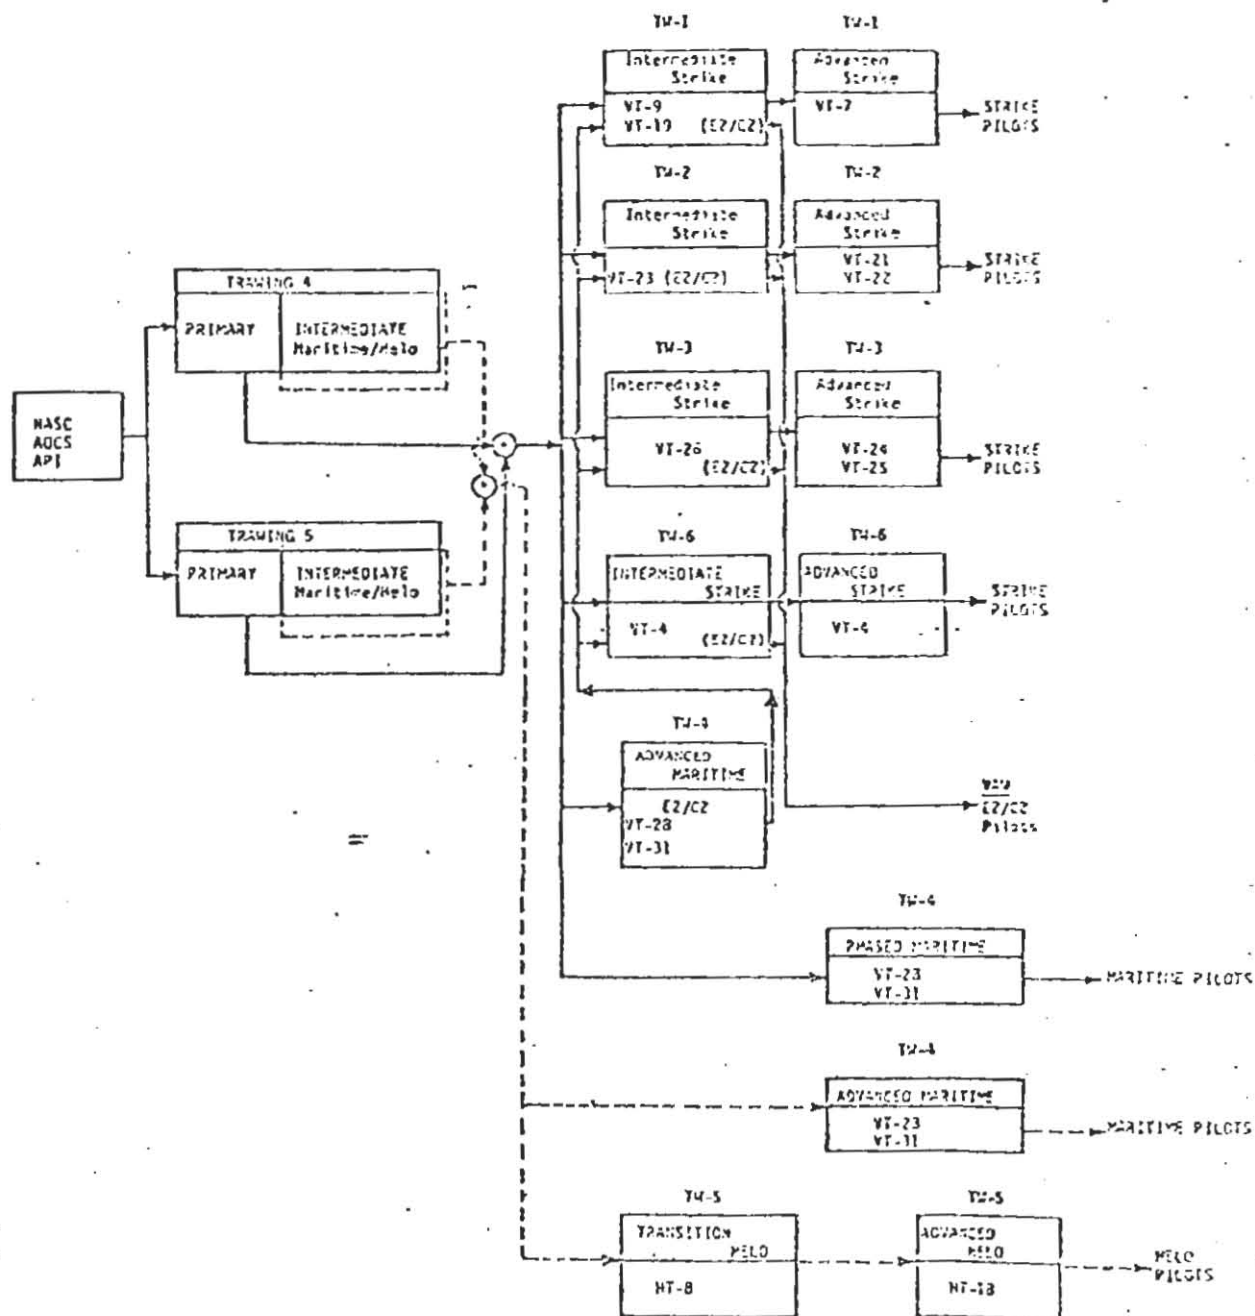 TW-1
TW-1
Intermediate
Strike
VT-9
VT-19 (E2/C2)
Advanced
Strike
VT-7
STRIKE
PILOTS
TW-2
TW-2
Intermediate
Strike
VT-23 (E2/C2)
Advanced
Strike
VT-21
VT-22
STRIKE
PILOTS
TRAWING 4
PRIMARY
INTERMEDIATE
Maritime/Helo
TW-3
TW-3
Intermediate
Strike
VT-26
(E2/C2)
Advanced
Strike
VT-24
VT-25
STRIKE
PILOTS
NASC
AOCS
API
TRAWING 5
PRIMARY
INTERMEDIATE
Maritime/Helo
TW-6
TW-6
INTERMEDIATE
STRIKE
VT-4 (E2/C2)
ADVANCED
STRIKE
VT-4
STRIKE
PILOTS
TW-4
ADVANCED
MARITIME
E2/C2
VT-28
VT-31
E2/C2
Pilots
TW-4
PHASED MARITIME
VT-28
VT-31
MARITIME PILOTS
TW-4
ADVANCED MARITIME
VT-28
VT-31
MARITIME PILOTS
TW-5
TW-5
TRANSITION
HELO
HT-8
ADVANCED
HELO
HT-18
HELO
PILOTS